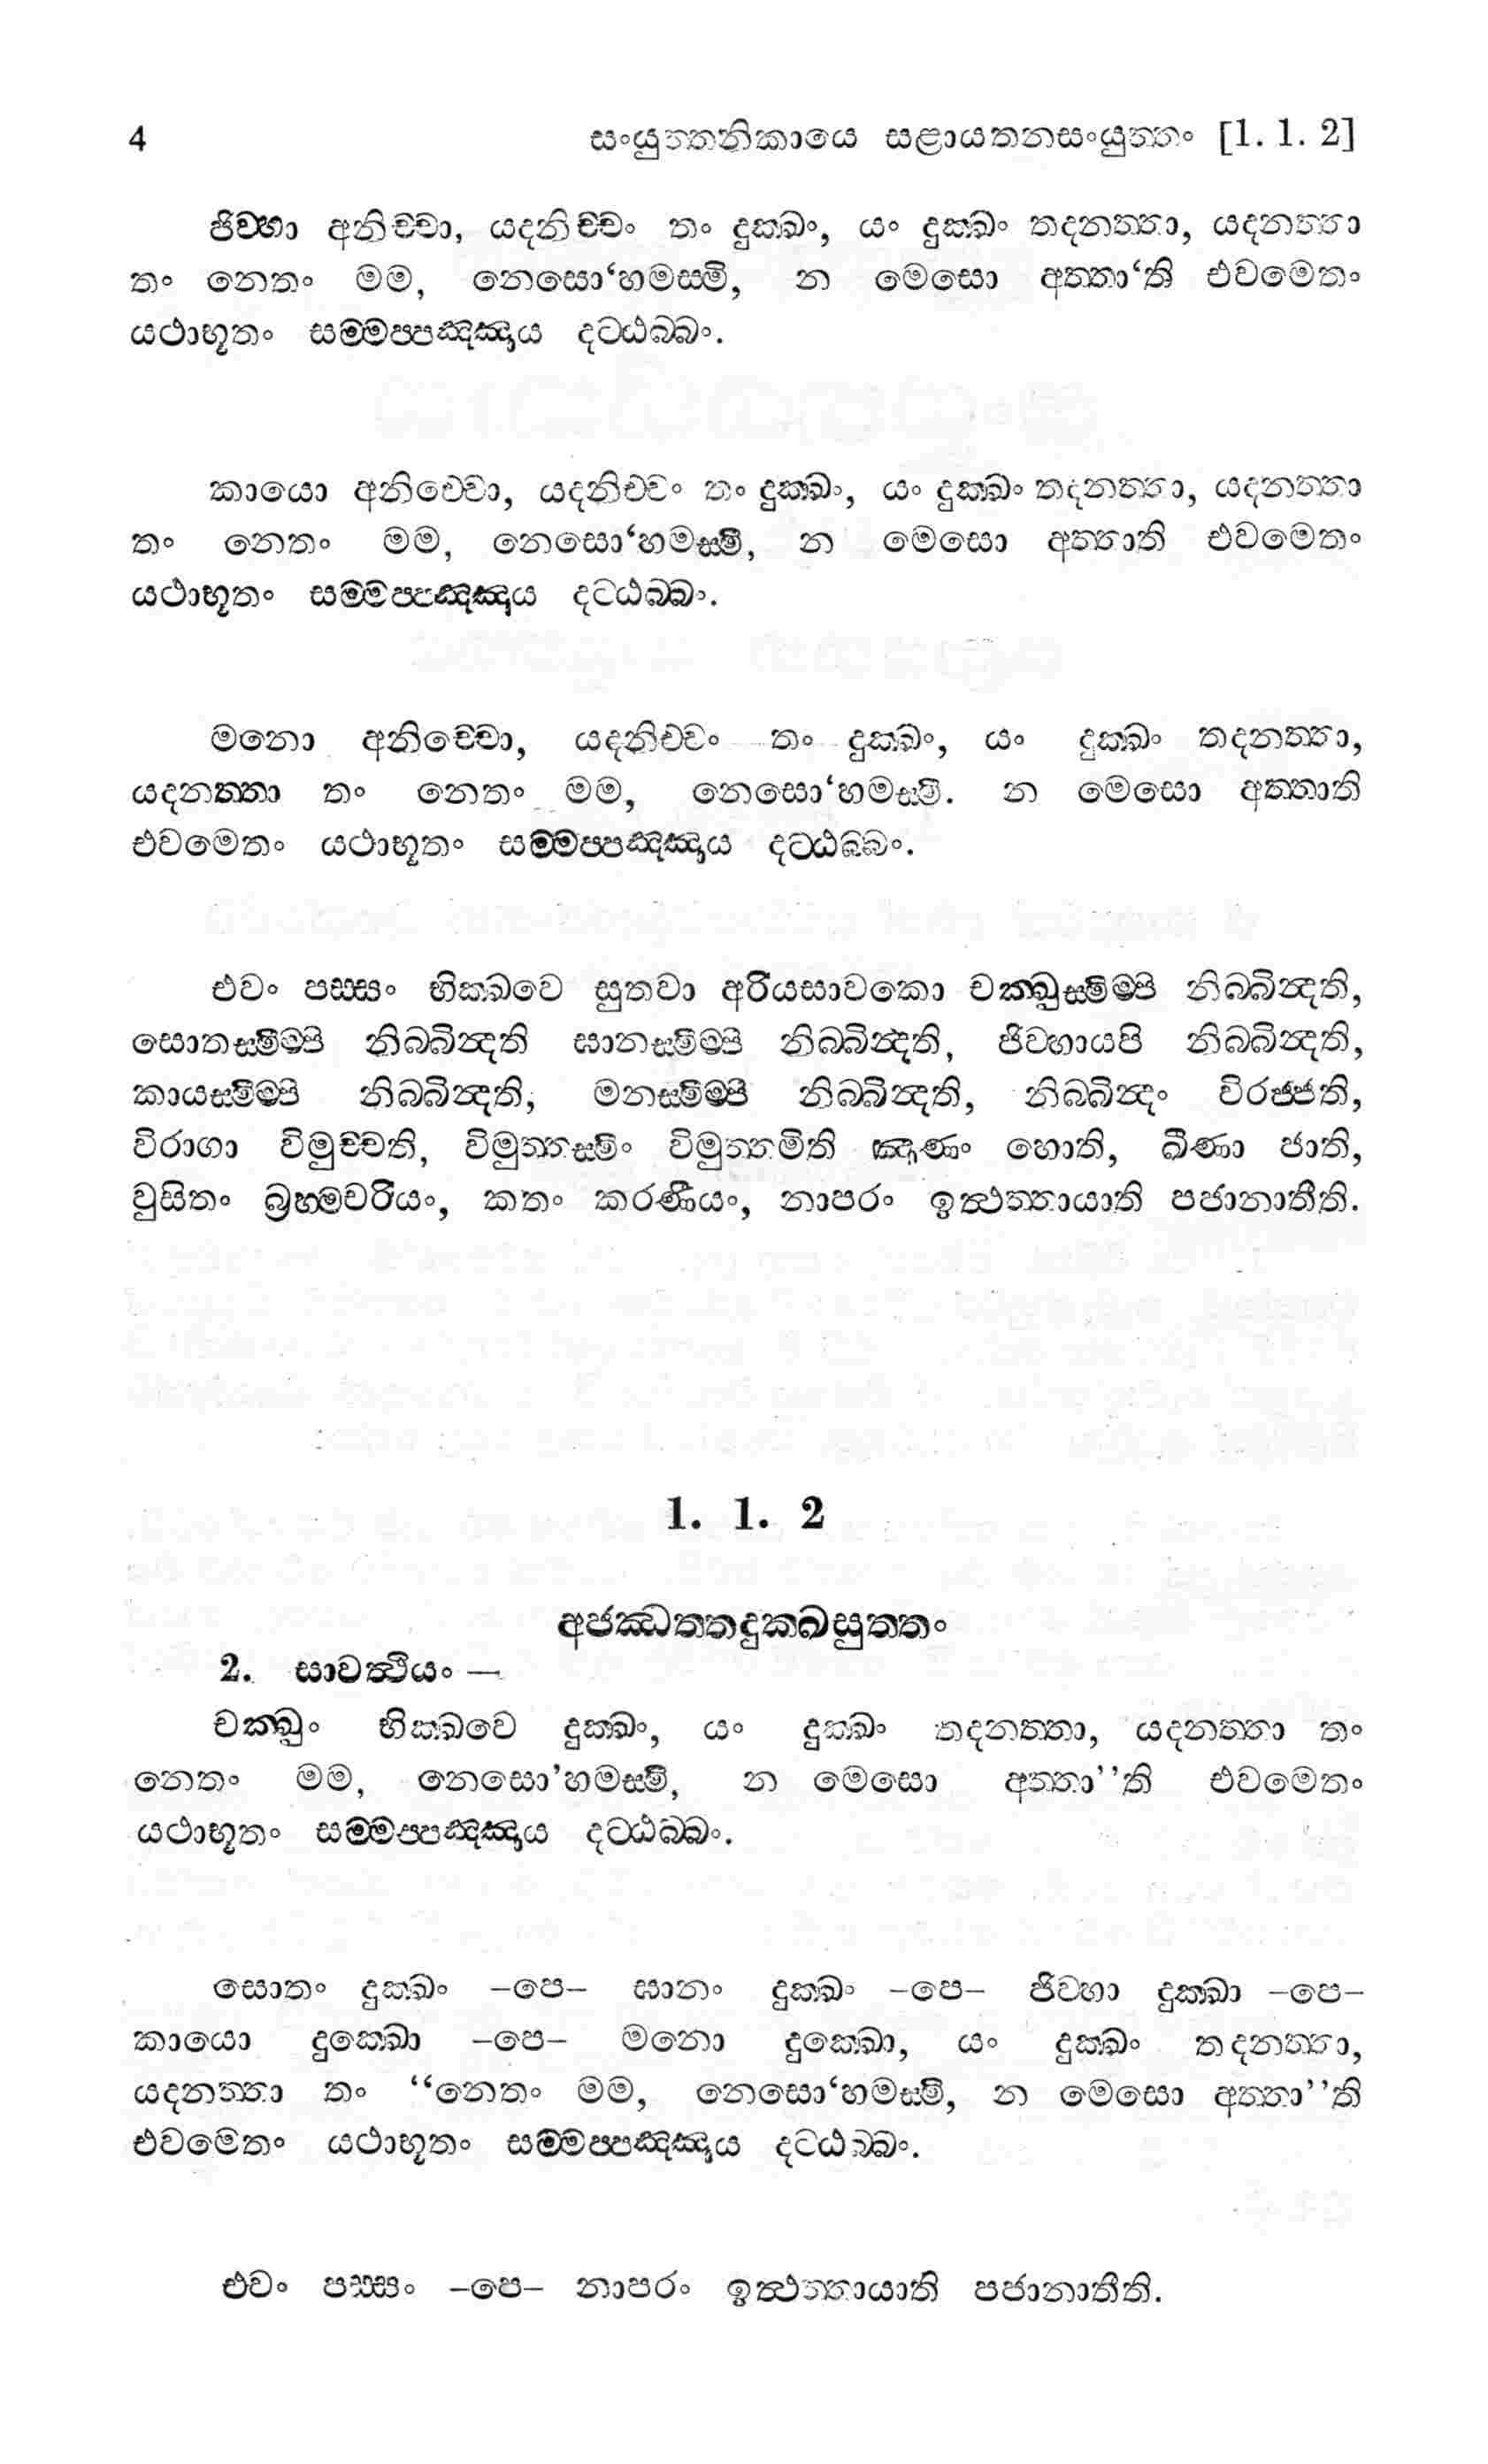 4 සංයුත්තනිකායෙ සළායතනසංයුත්තං [1. 1. 2]
ජිව්හා අනිච්චා, යදනිච්චං තං දුක්ඛං, යං දුක්ඛං තදනත්තා, යදනත්තා
තං නෙතං මම, නෙසො‘හමස්මි, න මෙසො අත්තා‘ති එවමෙතං
යථාභූතං සම්මප්පඤ්ඤාය දට්ඨබ්බං.
කායො අනිච්චො, යදනිච්චං තං දුක්ඛං, යං දුක්ඛං තදනත්තා, යදනත්තා
තං නෙතං මම, නෙසො‘හමස්මි, න මෙසො අත්තාති එවමෙතං
යථාභූතං සම්මප්පඤ්ඤාය දට්ඨබ්බං.
මනො අනිච්චො, යදනිච්චං තං දුක්ඛං, යං දුක්ඛං තදනත්තා,
යදනත්තා තං නෙතං මම, නෙසො‘හමස්මි. න මෙසො අත්තාති
එවමෙතං යථාභූතං සම්මප්පඤ්ඤාය දට්ඨබ්බං.
එවං පස්සං භික්ඛවෙ සුතවා අරියසාවකො චක්ඛුස්මිම්පි නිබ්බින්දති,
සොතස්මිම්පි නිබ්බින්දති ඝානස්මිම්පි නිබ්බින්දති, ජිව්හායපි නිබ්බින්දති,
කායස්මිම්පි නිබ්බින්දති, මනස්මිම්පි නිබ්බින්දති, නිබ්බින්දං විරජ්ජති,
විරාගා විමුච්චති, විමුත්තස්මිං විමුත්තමිති ඤාණං හොති, ඛීණා ජාති,
වුසිතං බ්‍රහ්මචරියං, කතං කරණීයං, නාපරං ඉත්ථත්තායාති පජානාතීති.
1. 1. 2
අජ්ඣත්තදුක්ඛසුත්තං
2. සාවත්ථියං —
චක්ඛුං භික්ඛවෙ දුක්ඛං, යං දුක්ඛං තදනත්තා, යදනත්තා තං
නෙතං මම, නෙසො’හමස්මි, න මෙසො අත්තා’’ති එවමෙතං
යථාභූතං සම්මප්පඤ්ඤාය දට්ඨබ්බං.
සොතං දුක්ඛං –පෙ– ඝානං දුක්ඛං –පෙ– ජිව්හා දුක්ඛා –පෙ–
කායො දුක්ඛො –පෙ– මනො දුක්ඛො, යං දුක්ඛං තදනත්තා,
යදනත්තා තං ‘‘නෙතං මම, නෙසො‘හමස්මි, න මෙසො අත්තා’’ති
එවමෙතං යථාභූතං සම්මප්පඤ්ඤාය දට්ඨබ්බං.
එවං පස්සං –පෙ– නාපරං ඉත්ථත්තායාති පජානාතීති.